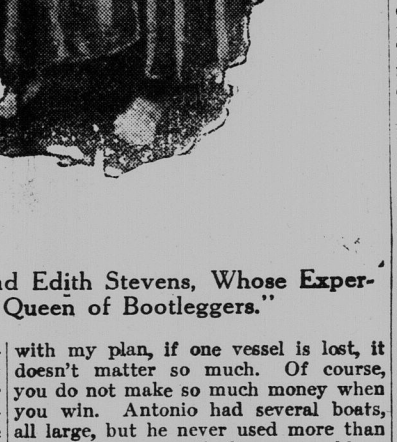 nd Edith Stevens, Whose Exper-
Queen of Bootleggers."
with my plan, if one vessel is lost, it
doesn't matter so much. Of course,
you do not make so much money when
you win. Antonio had several boats,
all large, but he never used more than